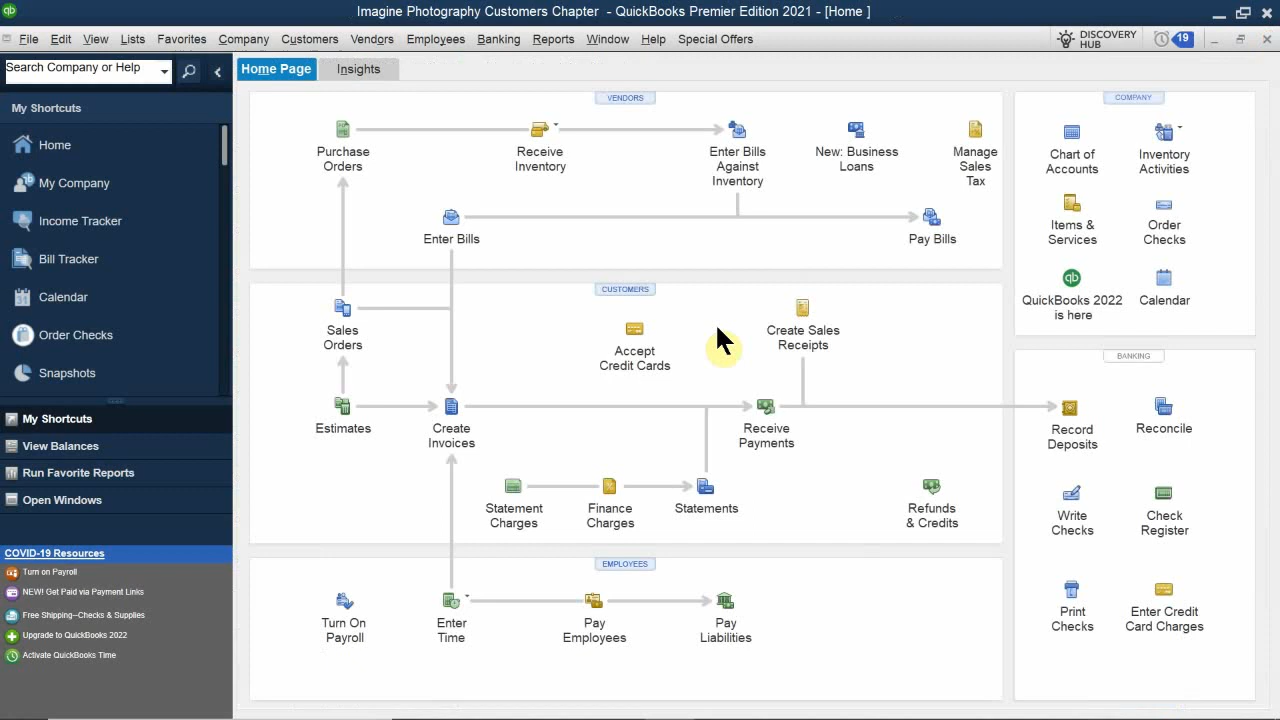 Imagine Photography Customers Chapter - QuickBooks Premier Edition 2021 - [Home ]
File Edit View Lists Favorites Company Customers Vendors Employees Banking Reports Window Help Special Offers
DISCOVERY
HUB
19
Search Company or Help
My Shortcuts
Home
My Company
Income Tracker
Bill Tracker
Calendar
Order Checks
Snapshots
My Shortcuts
View Balances
Run Favorite Reports
Open Windows
COVID-19 Resources
Turn on Payroll
NEW! Get Paid via Payment Links
Free Shipping--Checks & Supplies
Upgrade to QuickBooks 2022
Activate QuickBooks Time
Home Page
Insights
VENDORS
Purchase
Orders
Receive
Inventory
Enter Bills
Against
Inventory
New: Business
Loans
Manage
Sales
Tax
Enter Bills
Pay Bills
CUSTOMERS
Sales
Orders
Accept
Credit Cards
Create Sales
Receipts
Estimates
Create
Invoices
Receive
Payments
Statement
Charges
Finance
Charges
Statements
Refunds
& Credits
EMPLOYEES
Turn On
Payroll
Enter
Time
Pay
Employees
Pay
Liabilities
COMPANY
Chart of
Accounts
Inventory
Activities
Items &
Services
Order
Checks
qb
QuickBooks 2022
is here
Calendar
BANKING
Record
Deposits
Reconcile
Write
Checks
Check
Register
Print
Checks
Enter Credit
Card Charges